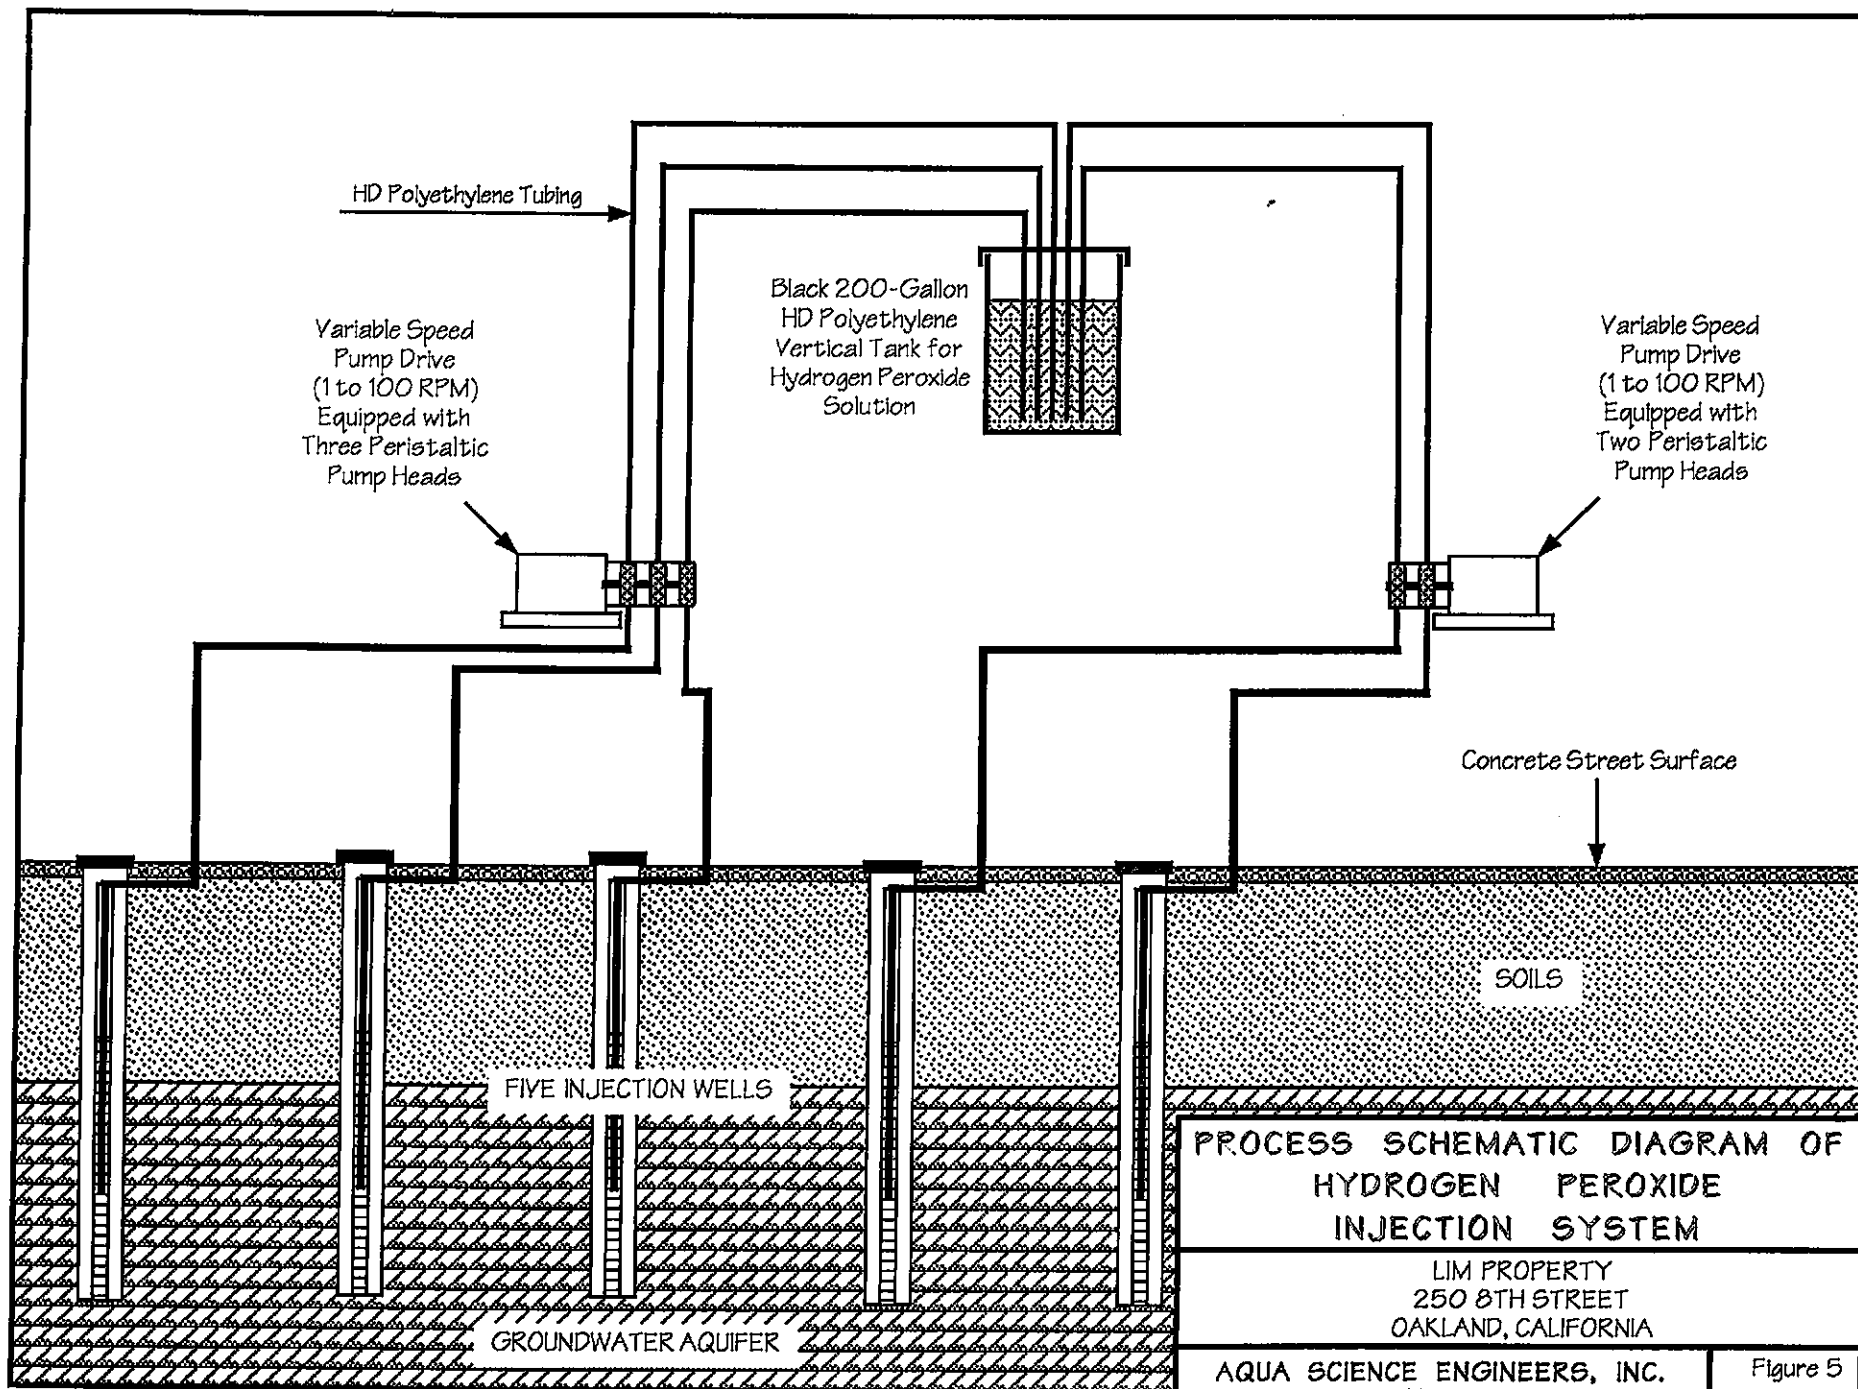 HD Polyethylene Tubing
Black 200-Gallon
HD Polyethylene
Vertical Tank for
Hydrogen Peroxide
Solution
Variable Speed
Pump Drive
(1 to 100 RPM)
Equipped with
Three Peristaltic
Pump Heads
Variable Speed
Pump Drive
(1 to 100 RPM)
Equipped with
Two Peristaltic
Pump Heads
Concrete Street Surface
SOILS
FIVE INJECTION WELLS
GROUNDWATER AQUIFER
PROCESS SCHEMATIC DIAGRAM OF
HYDROGEN PEROXIDE
INJECTION SYSTEM
LIM PROPERTY
250 8TH STREET
OAKLAND, CALIFORNIA
AQUA SCIENCE ENGINEERS, INC.
Figure 5